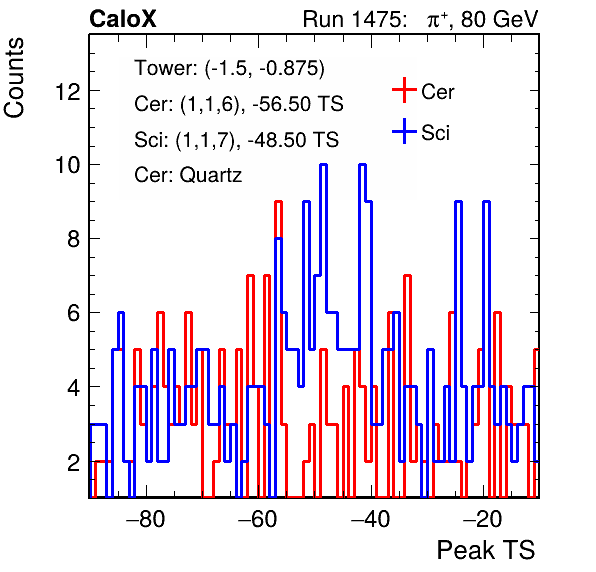 CaloX Run 1475: π⁺, 80 GeV
Counts
Tower: (-1.5, -0.875)
Cer: (1,1,6), -56.50 TS
Sci: (1,1,7), -48.50 TS
Cer: Quartz
Cer
Sci
12
10
8
6
4
2
−80 −60 −40 −20
Peak TS